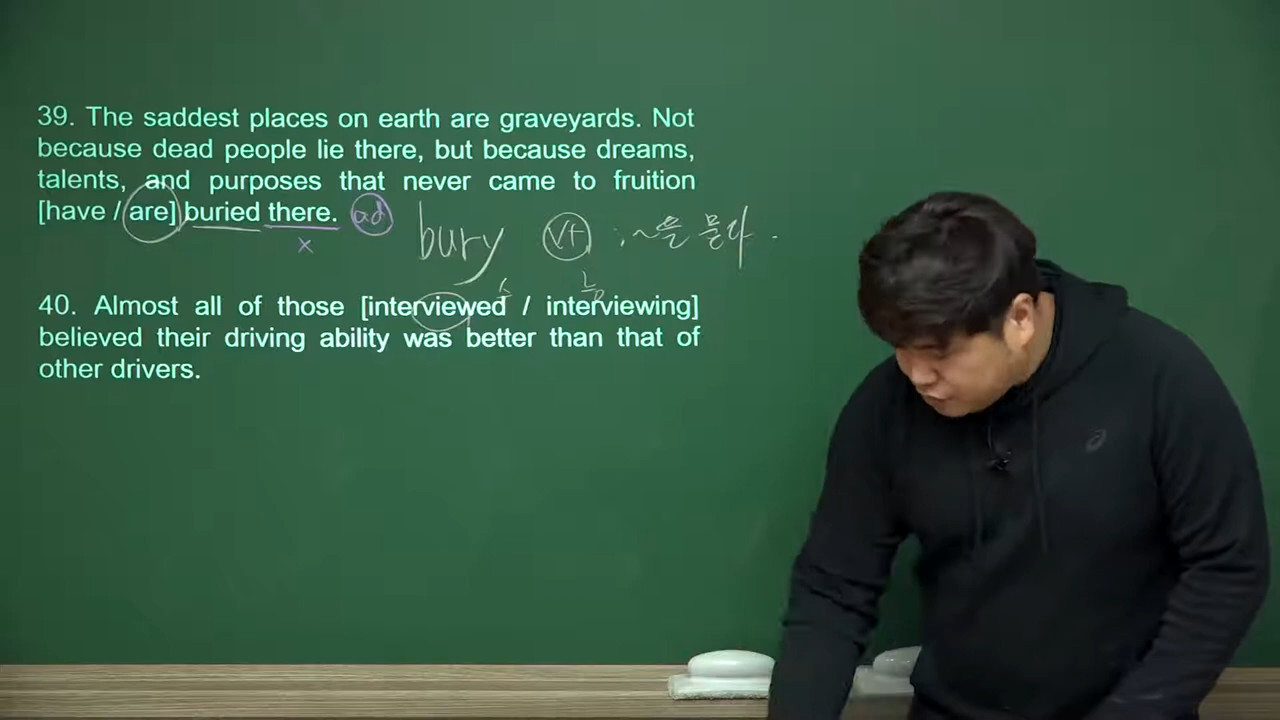 39. The saddest places on earth are graveyards. Not
because dead people lie there, but because dreams,
talents, and purposes that never came to fruition
[have / are] buried there. ad
x
bury vt : ~을 묻다.
40. Almost all of those [interviewed / interviewing]
believed their driving ability was better than that of
other drivers.